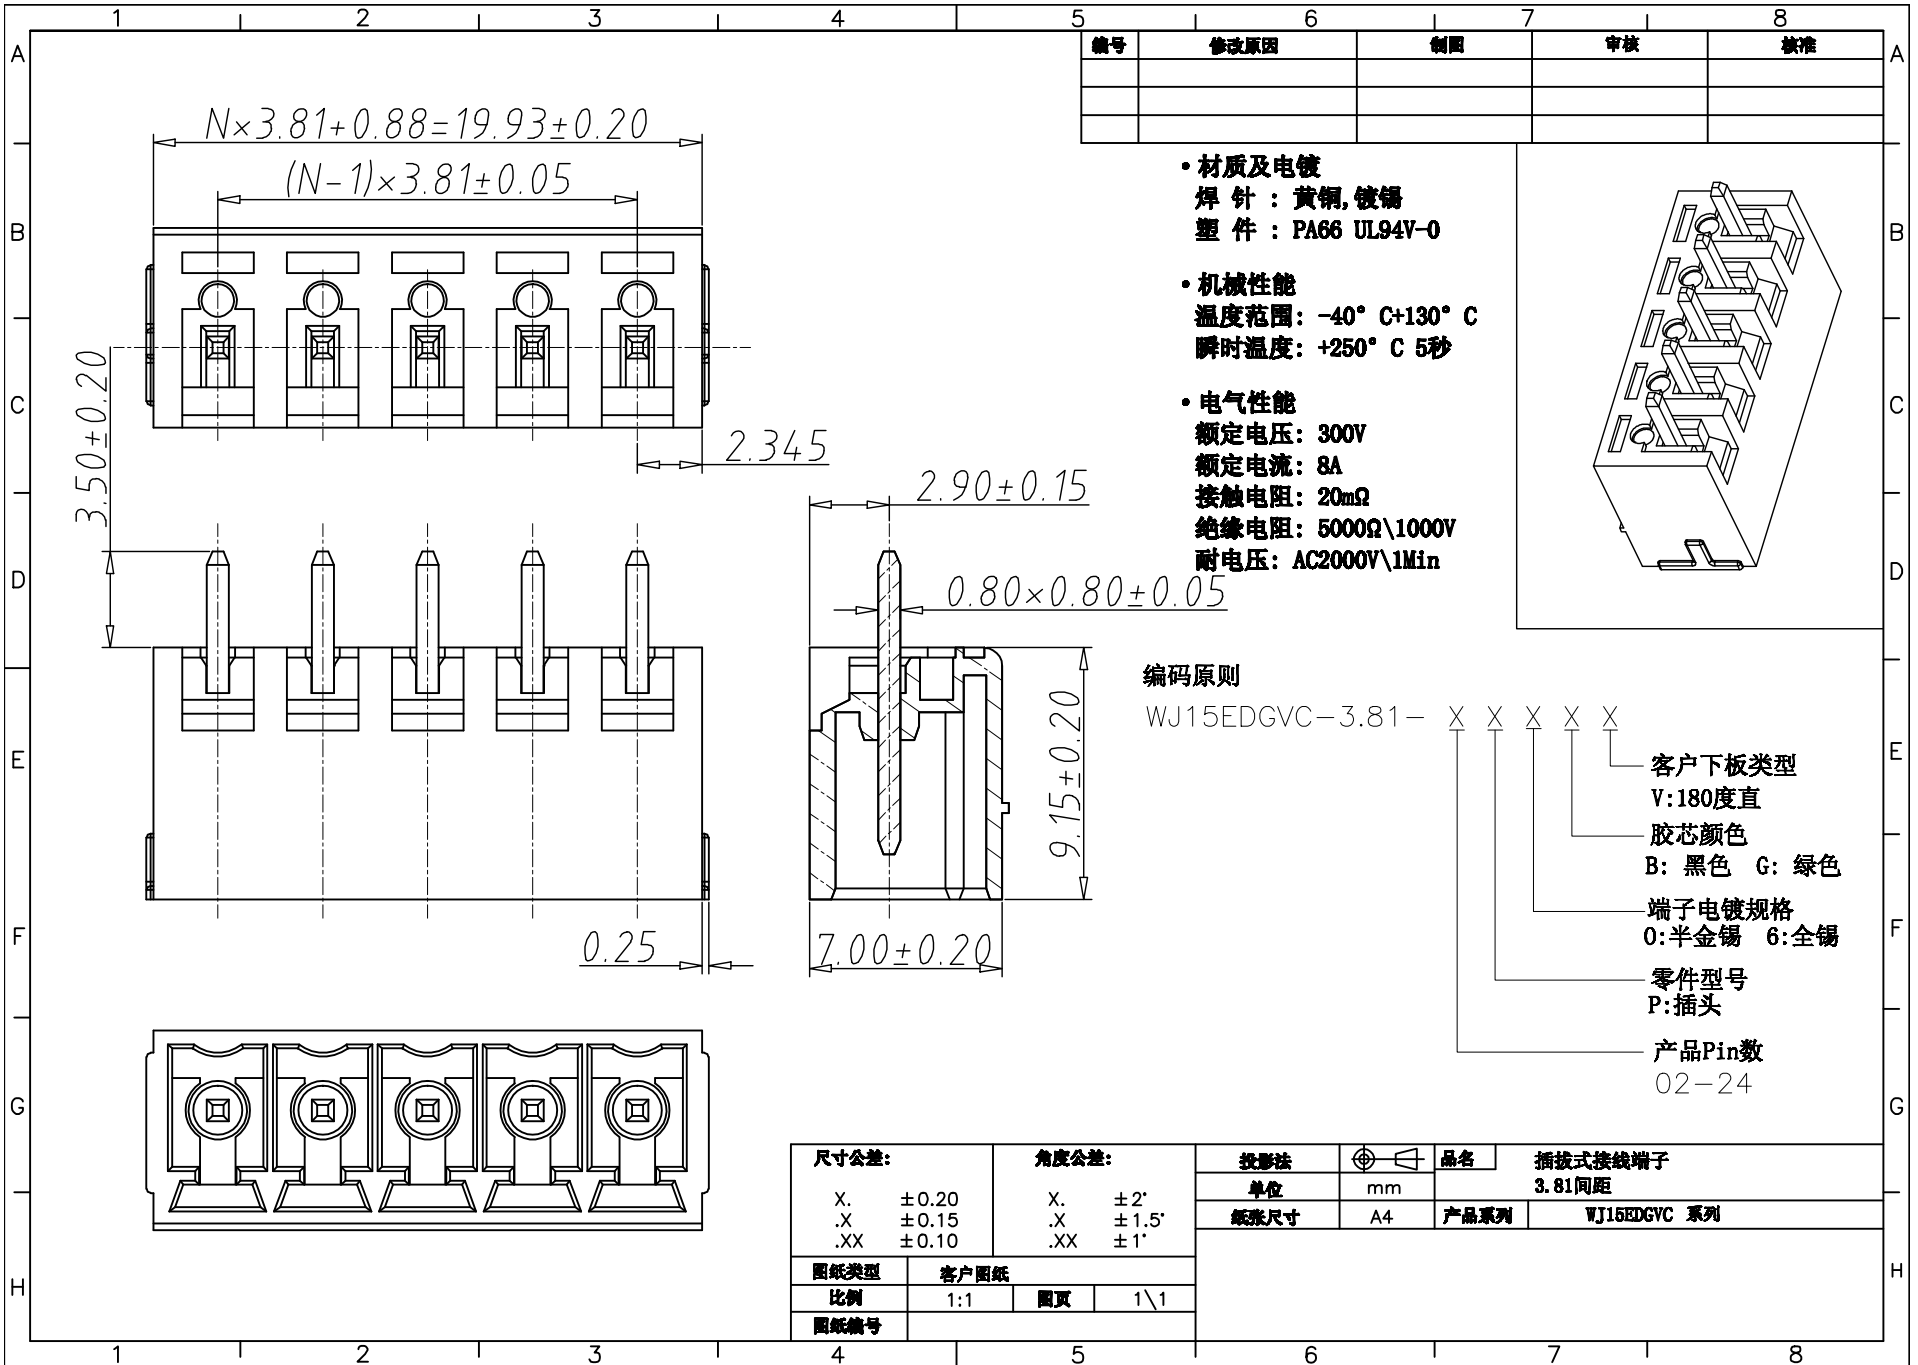 1 2 3 4 5 6 7 8
A A
B B
C C
D D
E E
F F
G G
H H
编号 修改原因 制图 审核 核准
N×3.81+0.88=19.93±0.20
(N-1)×3.81±0.05
3.50±0.20
2.345
2.90±0.15
0.80×0.80±0.05
9.15±0.20
7.00±0.20
0.25
• 材质及电镀
焊 针 : 黄铜,镀锡
塑 件 : PA66 UL94V-0
• 机械性能
温度范围: -40° C+130° C
瞬时温度: +250° C 5秒
• 电气性能
额定电压: 300V
额定电流: 8A
接触电阻: 20mΩ
绝缘电阻: 5000Ω\1000V
耐电压: AC2000V\1Min
编码原则
WJ15EDGVC-3.81- X X X X X
客户下板类型
V:180度直
胶芯颜色
B: 黑色 G: 绿色
端子电镀规格
0:半金锡 6:全锡
零件型号
P:插头
产品Pin数
02-24
尺寸公差: 角度公差:
X. ±0.20 X. ±2°
.X ±0.15 .X ±1.5°
.XX ±0.10 .XX ±1°
图纸类型 客户图纸
比例 1:1 图页 1\1
图纸编号
投影法 品名 插拔式接线端子
3.81间距
单位 mm
纸张尺寸 A4 产品系列 WJ15EDGVC 系列
1 2 3 4 5 6 7 8